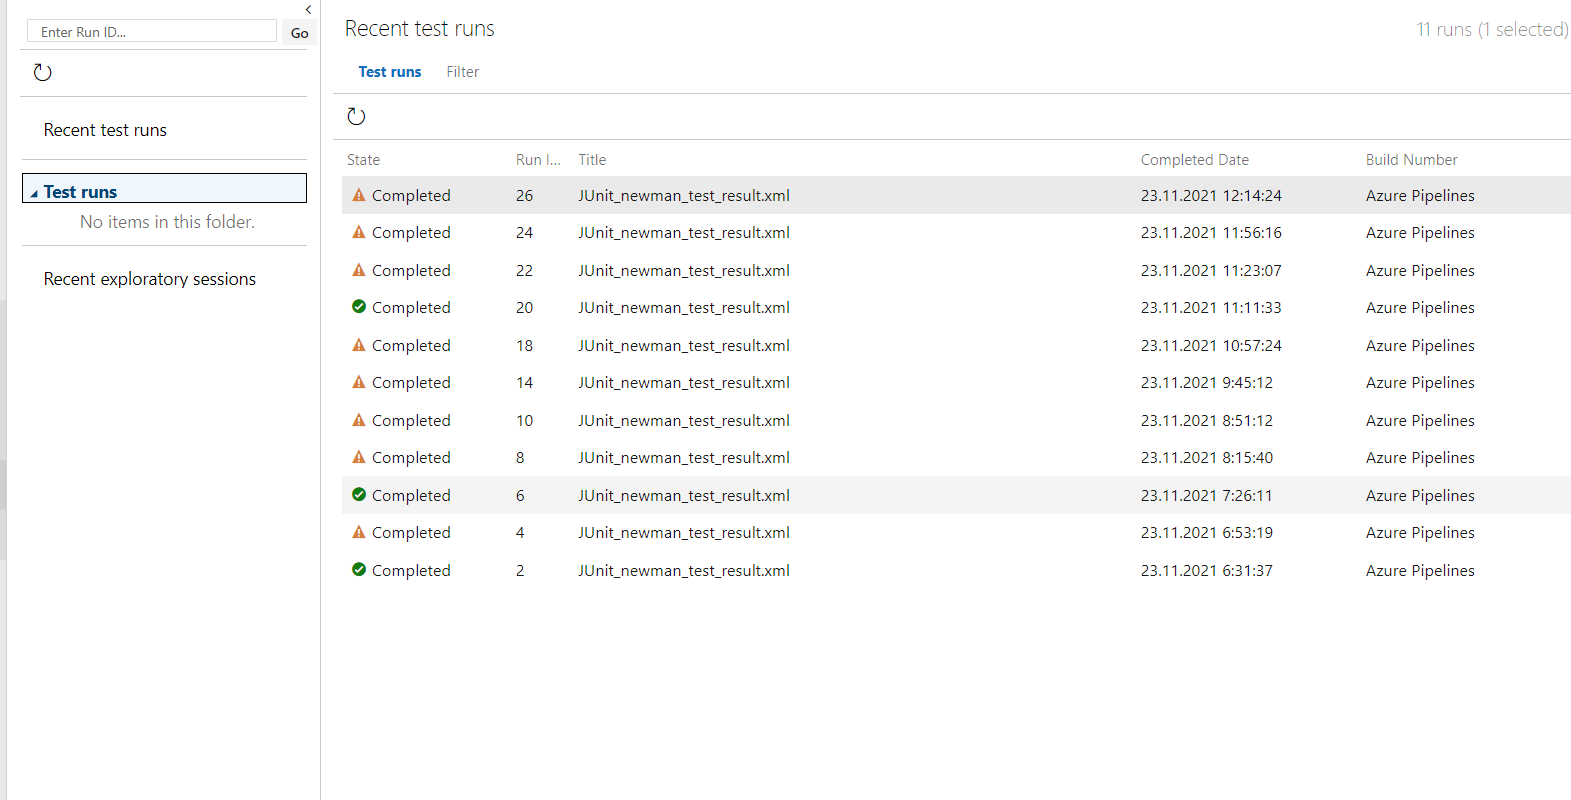 Enter Run ID...
Go
Recent test runs
Test runs
No items in this folder.
Recent exploratory sessions
Recent test runs
11 runs (1 selected)
Test runs Filter
State Run I... Title Completed Date Build Number
Completed 26 JUnit_newman_test_result.xml 23.11.2021 12:14:24 Azure Pipelines
Completed 24 JUnit_newman_test_result.xml 23.11.2021 11:56:16 Azure Pipelines
Completed 22 JUnit_newman_test_result.xml 23.11.2021 11:23:07 Azure Pipelines
Completed 20 JUnit_newman_test_result.xml 23.11.2021 11:11:33 Azure Pipelines
Completed 18 JUnit_newman_test_result.xml 23.11.2021 10:57:24 Azure Pipelines
Completed 14 JUnit_newman_test_result.xml 23.11.2021 9:45:12 Azure Pipelines
Completed 10 JUnit_newman_test_result.xml 23.11.2021 8:51:12 Azure Pipelines
Completed 8 JUnit_newman_test_result.xml 23.11.2021 8:15:40 Azure Pipelines
Completed 6 JUnit_newman_test_result.xml 23.11.2021 7:26:11 Azure Pipelines
Completed 4 JUnit_newman_test_result.xml 23.11.2021 6:53:19 Azure Pipelines
Completed 2 JUnit_newman_test_result.xml 23.11.2021 6:31:37 Azure Pipelines